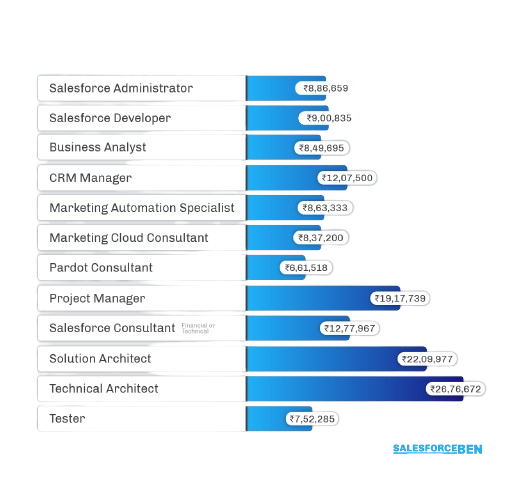 Salesforce Administrator ₹8,86,659
Salesforce Developer ₹9,00,835
Business Analyst ₹8,49,695
CRM Manager ₹12,07,500
Marketing Automation Specialist ₹8,63,333
Marketing Cloud Consultant ₹8,37,200
Pardot Consultant ₹6,61,518
Project Manager ₹19,17,739
Salesforce Consultant Financial or Technical ₹12,77,967
Solution Architect ₹22,09,977
Technical Architect ₹26,76,672
Tester ₹7,52,285
SALESFORCEBEN